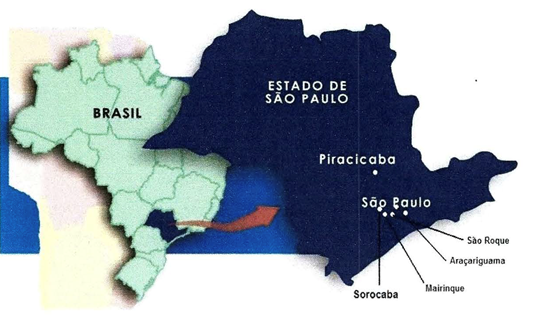 BRASIL
ESTADO DE
SÃO PAULO
Piracicaba
São Paulo
São Roque
Araçariguama
Mairinque
Sorocaba